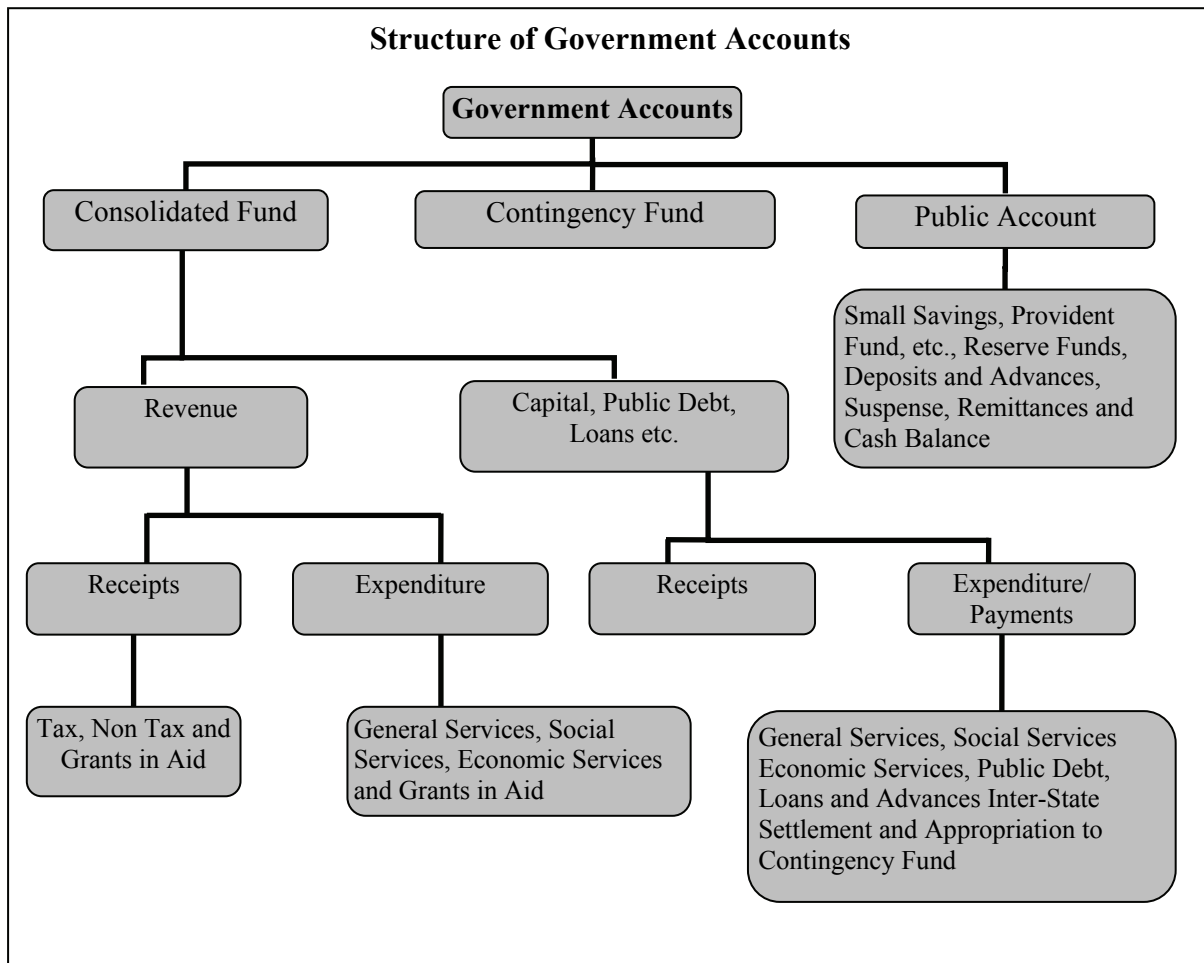 Structure of Government Accounts
Government Accounts
Consolidated Fund
Contingency Fund
Public Account
Small Savings, Provident
Fund, etc., Reserve Funds,
Deposits and Advances,
Suspense, Remittances and
Cash Balance
Revenue
Capital, Public Debt,
Loans etc.
Receipts
Expenditure
Receipts
Expenditure/
Payments
Tax, Non Tax and
Grants in Aid
General Services, Social
Services, Economic Services
and Grants in Aid
General Services, Social Services
Economic Services, Public Debt,
Loans and Advances Inter-State
Settlement and Appropriation to
Contingency Fund